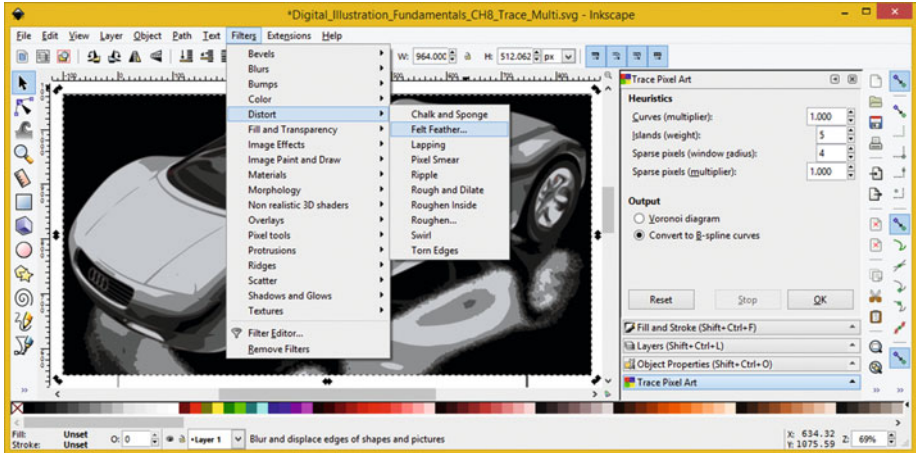 *Digital_Illustration_Fundamentals_CH8_Trace_Multi.svg - Inkscape
File Edit View Layer Object Path Text Filters Extensions Help
W: 964.000 H: 512.062 px
Bevels
Blurs
Bumps
Color
Distort
Fill and Transparency
Image Effects
Image Paint and Draw
Materials
Morphology
Non realistic 3D shaders
Overlays
Pixel tools
Protrusions
Ridges
Scatter
Shadows and Glows
Textures
Filter Editor...
Remove Filters
Chalk and Sponge
Felt Feather...
Lapping
Pixel Smear
Ripple
Rough and Dilate
Roughen Inside
Roughen...
Swirl
Torn Edges
Trace Pixel Art
Heuristics
Curves (multiplier): 1.000
Islands (weight): 5
Sparse pixels (window radius): 4
Sparse pixels (multiplier): 1.000
Output
Voronoi diagram
Convert to B-spline curves
Reset Stop OK
Fill and Stroke (Shift+Ctrl+F)
Layers (Shift+Ctrl+L)
Object Properties (Shift+Ctrl+O)
Trace Pixel Art
Fill: Unset
Stroke: Unset
O: 0
•Layer 1
Blur and displace edges of shapes and pictures
X: 634.32
Y: 1075.59
Z: 69%